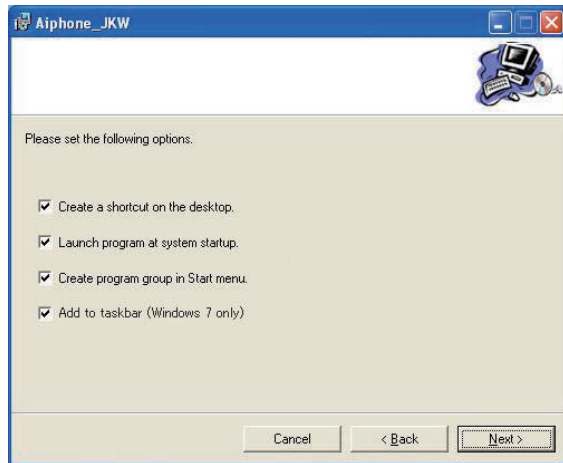 Aiphone_JKW
Please set the following options.
Create a shortcut on the desktop.
Launch program at system startup.
Create program group in Start menu.
Add to taskbar (Windows 7 only)
Cancel < Back Next >